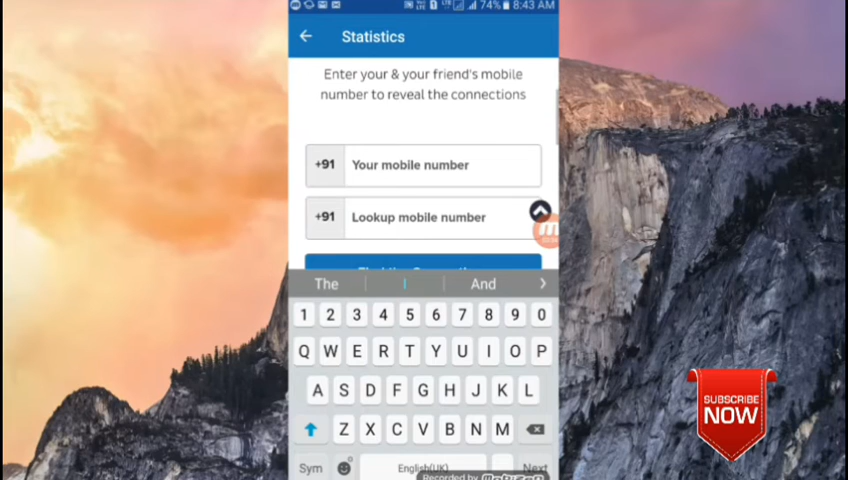 74% 8:43 AM
Statistics
Enter your & your friend's mobile
number to reveal the connections
+91 Your mobile number
+91 Lookup mobile number
The I And
1 2 3 4 5 6 7 8 9 0
Q W E R T Y U I O P
A S D F G H J K L
Z X C V B N M
Sym English(UK) Next
Recorded by
SUBSCRIBE
NOW